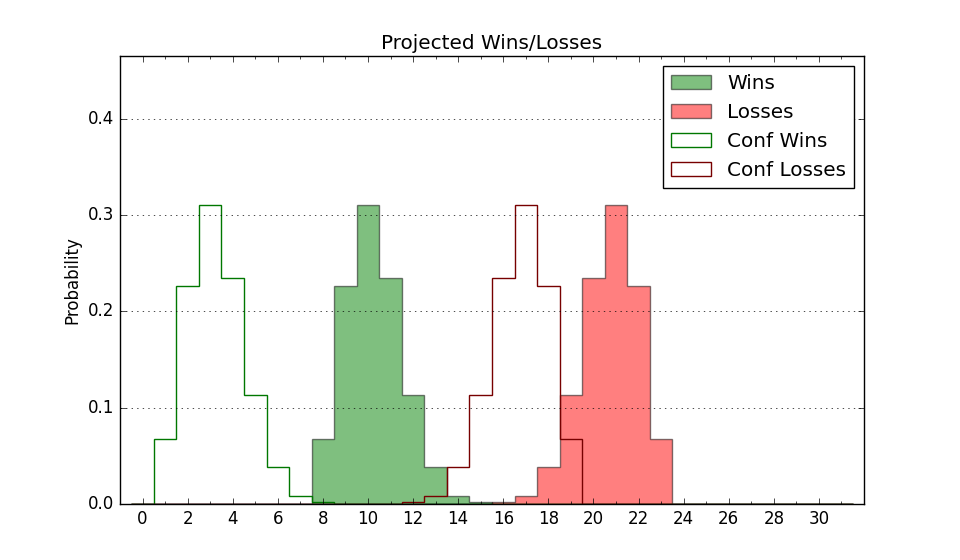 Projected Wins/Losses
Wins
Losses
Conf Wins
Conf Losses
Probability
0.4
0.3
0.2
0.1
0.0
0 2 4 6 8 10 12 14 16 18 20 22 24 26 28 30